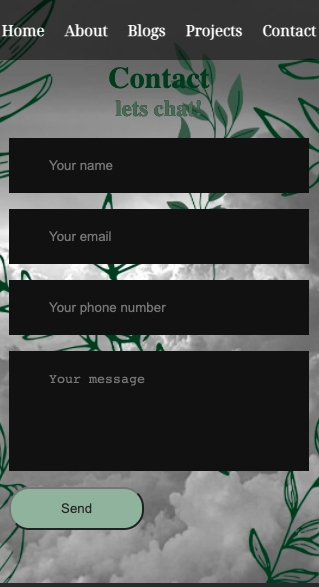 Home About Blogs Projects Contact
Contact
lets chat!
Your name
Your email
Your phone number
Your message
Send